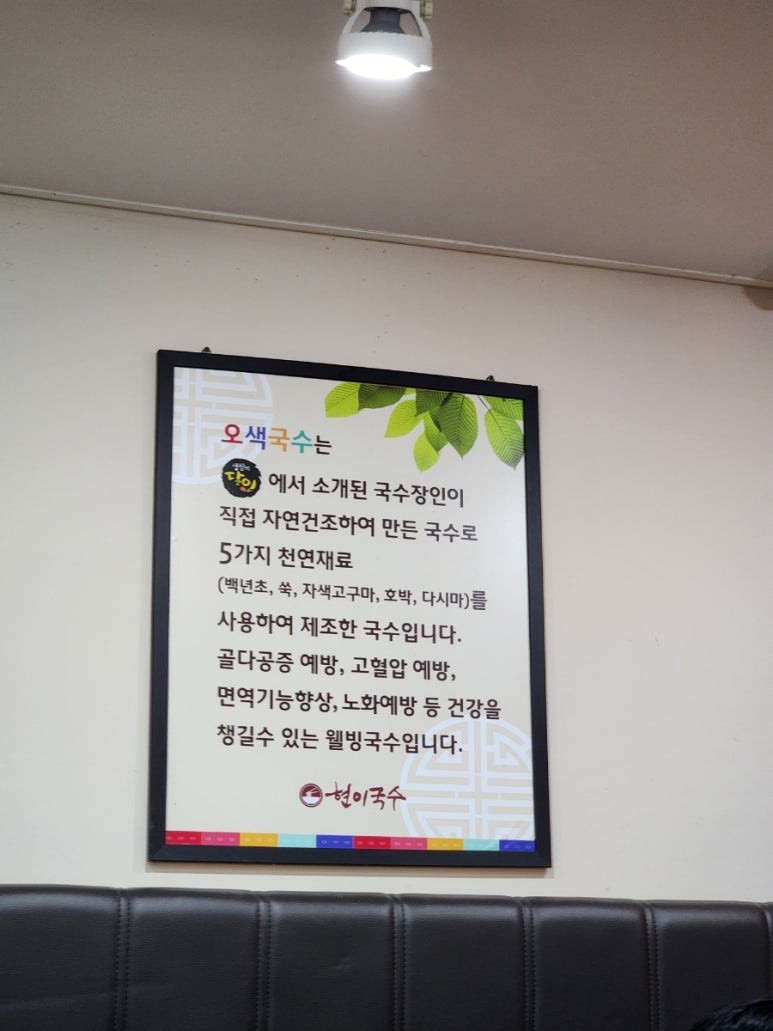 오색국수는
생활의 달인 에서 소개된 국수장인이
직접 자연건조하여 만든 국수로
5가지 천연재료
(백년초, 쑥, 자색고구마, 호박, 다시마)를
사용하여 제조한 국수입니다.
골다공증 예방, 고혈압 예방,
면역기능향상, 노화예방 등 건강을
챙길수 있는 웰빙국수입니다.
현이국수